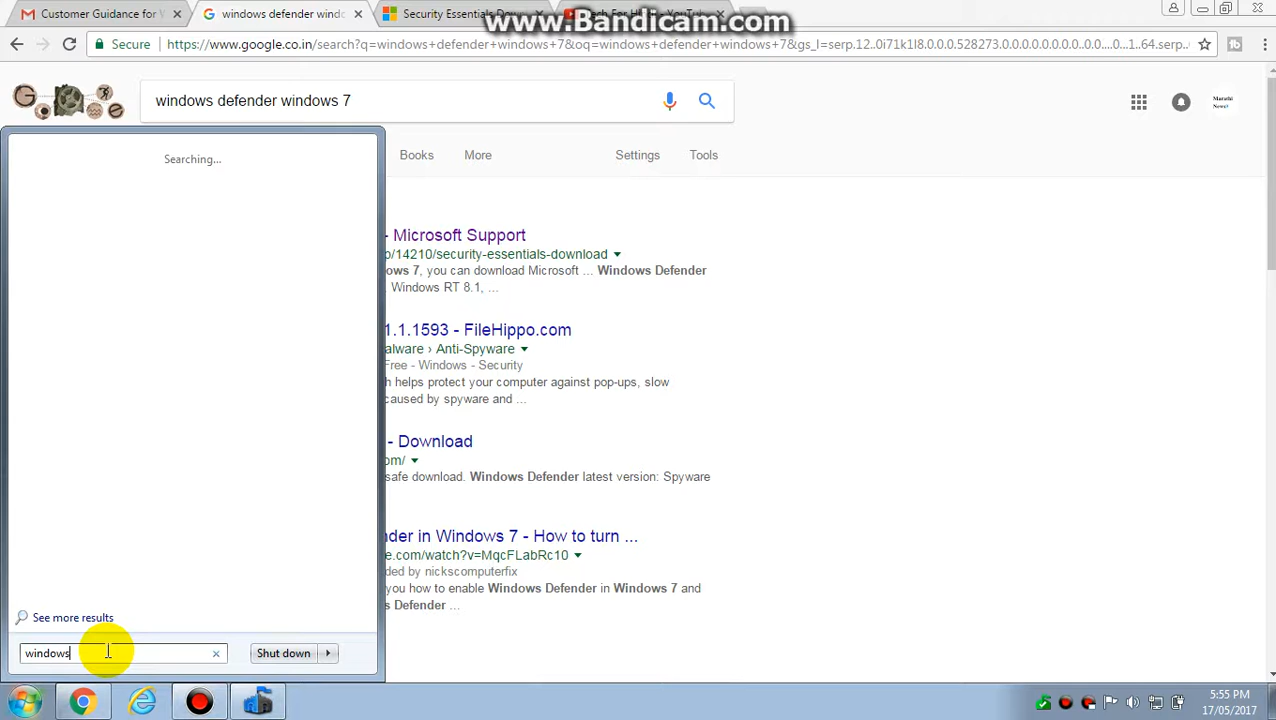 Customer Guidance for
windows defender windo
Security Essentials Down
YouTube
www.Bandicam.com
Secure
https://www.google.co.in/search?q=windows+defender+windows+7&oq=windows+defender+windows+7&gs_l=serp.12..0i71k1l8.0.0.0.528273.0.0.0.0.0.0.0.0..0.0....0...1..64.serp..
windows defender windows 7
Marathi
News!
Books
More
Settings
Tools
Searching...
- Microsoft Support
p/14210/security-essentials-download
ows 7, you can download Microsoft ... Windows Defender
, Windows RT 8.1, ...
1.1.1593 - FileHippo.com
alware › Anti-Spyware
Free - Windows - Security
h helps protect your computer against pop-ups, slow
caused by spyware and ...
- Download
om/
safe download. Windows Defender latest version: Spyware
nder in Windows 7 - How to turn ...
e.com/watch?v=MqcFLabRc10
ded by nickscomputerfix
you how to enable Windows Defender in Windows 7 and
s Defender ...
See more results
windows
Shut down
5:55 PM
17/05/2017